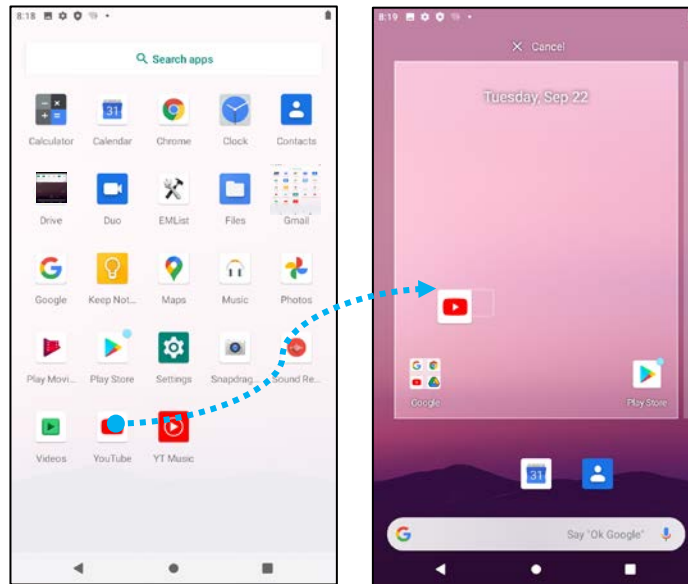 8:18
Search apps
Calculator Calendar Chrome Clock Contacts
Drive Duo EMList Files Gmail
Google Keep Not... Maps Music Photos
Play Movi... Play Store Settings Snapdrag... Sound Re...
Videos YouTube YT Music
8:19
Cancel
Tuesday, Sep 22
Google Play Store
31
Say "Ok Google"